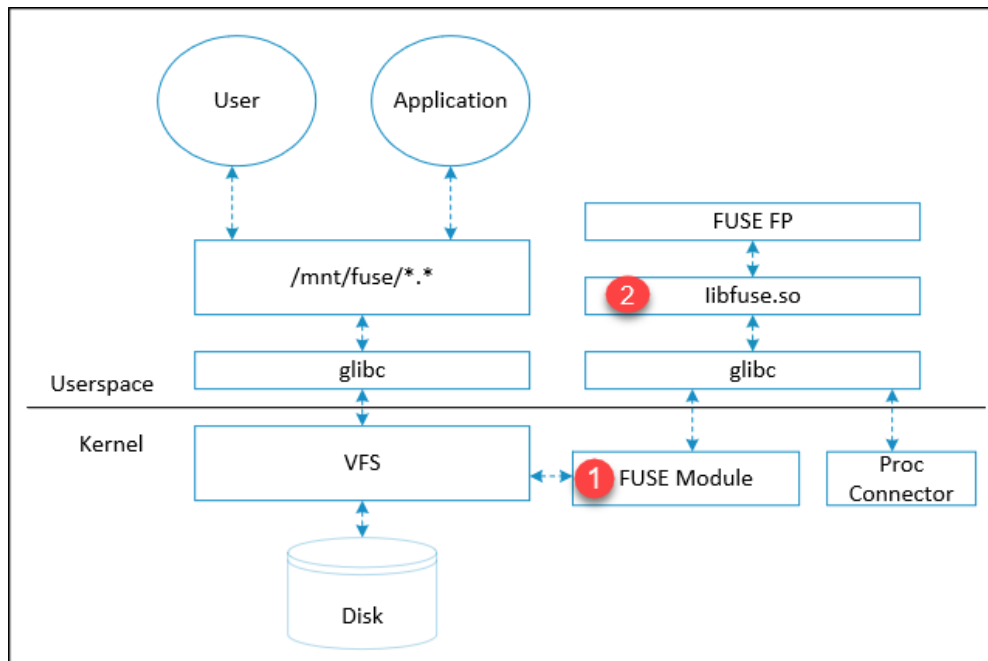 User
Application
FUSE FP
/mnt/fuse/*.*
2
libfuse.so
glibc
glibc
Userspace
Kernel
VFS
1
FUSE Module
Proc
Connector
Disk